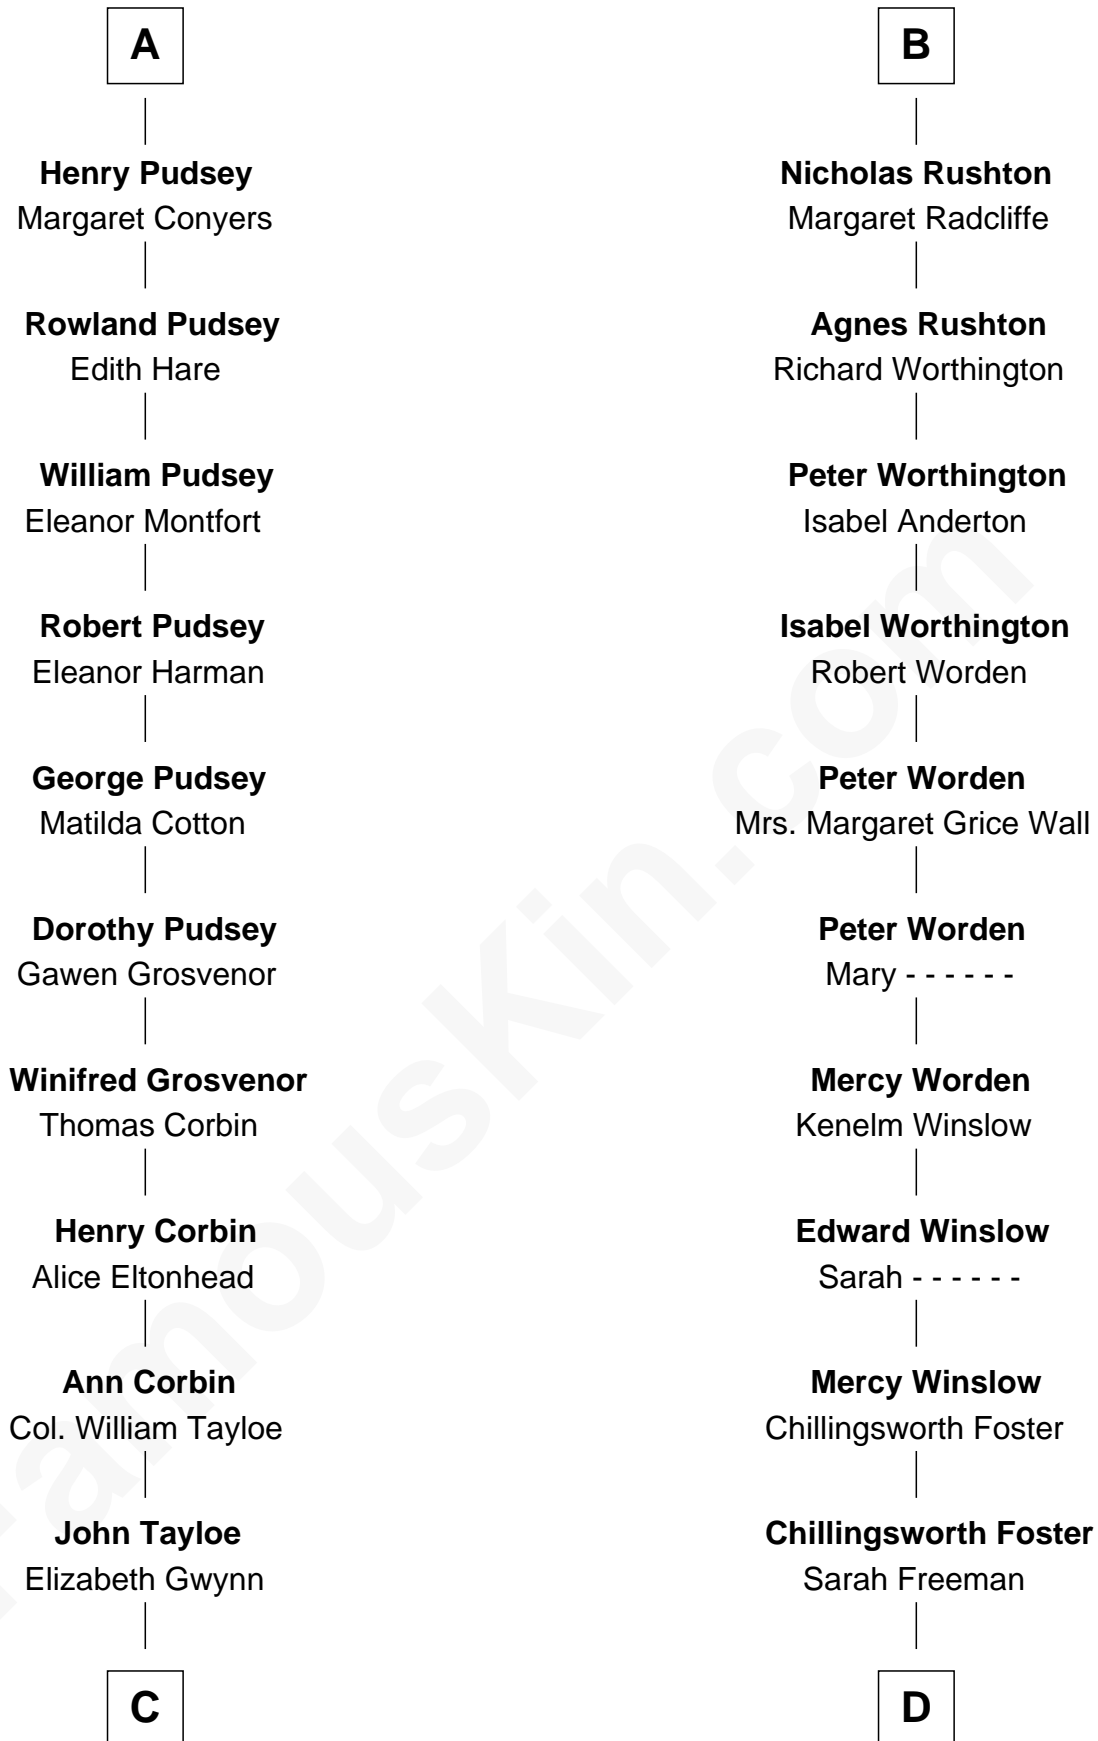 A
Henry Pudsey
Margaret Conyers
Rowland Pudsey
Edith Hare
William Pudsey
Eleanor Montfort
Robert Pudsey
Eleanor Harman
George Pudsey
Matilda Cotton
Dorothy Pudsey
Gawen Grosvenor
Winifred Grosvenor
Thomas Corbin
Henry Corbin
Alice Eltonhead
Ann Corbin
Col. William Tayloe
John Tayloe
Elizabeth Gwynn
C
B
Nicholas Rushton
Margaret Radcliffe
Agnes Rushton
Richard Worthington
Peter Worthington
Isabel Anderton
Isabel Worthington
Robert Worden
Peter Worden
Mrs. Margaret Grice Wall
Peter Worden
Mary - - - - - -
Mercy Worden
Kenelm Winslow
Edward Winslow
Sarah - - - - - -
Mercy Winslow
Chillingsworth Foster
Chillingsworth Foster
Sarah Freeman
D
FamousKin.com